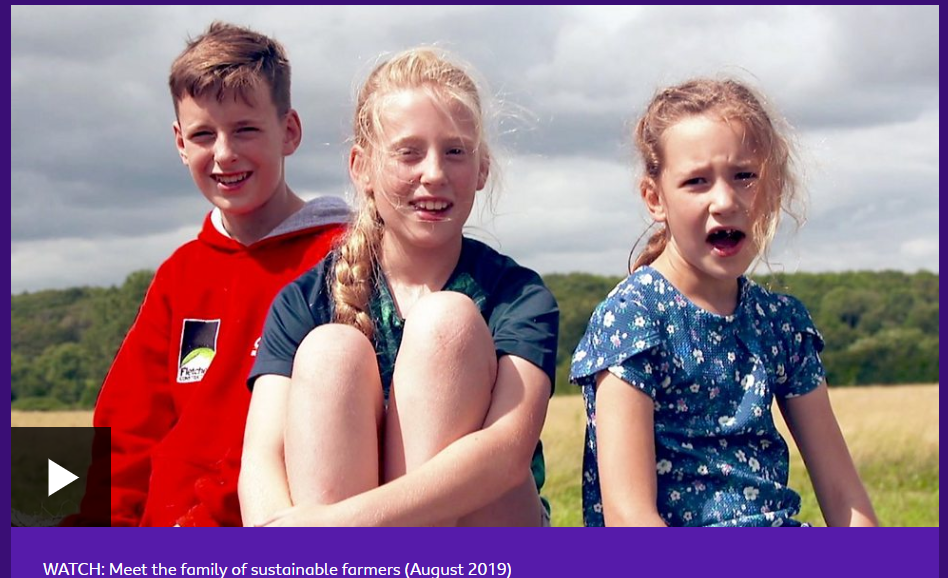 WATCH: Meet the family of sustainable farmers (August 2019)